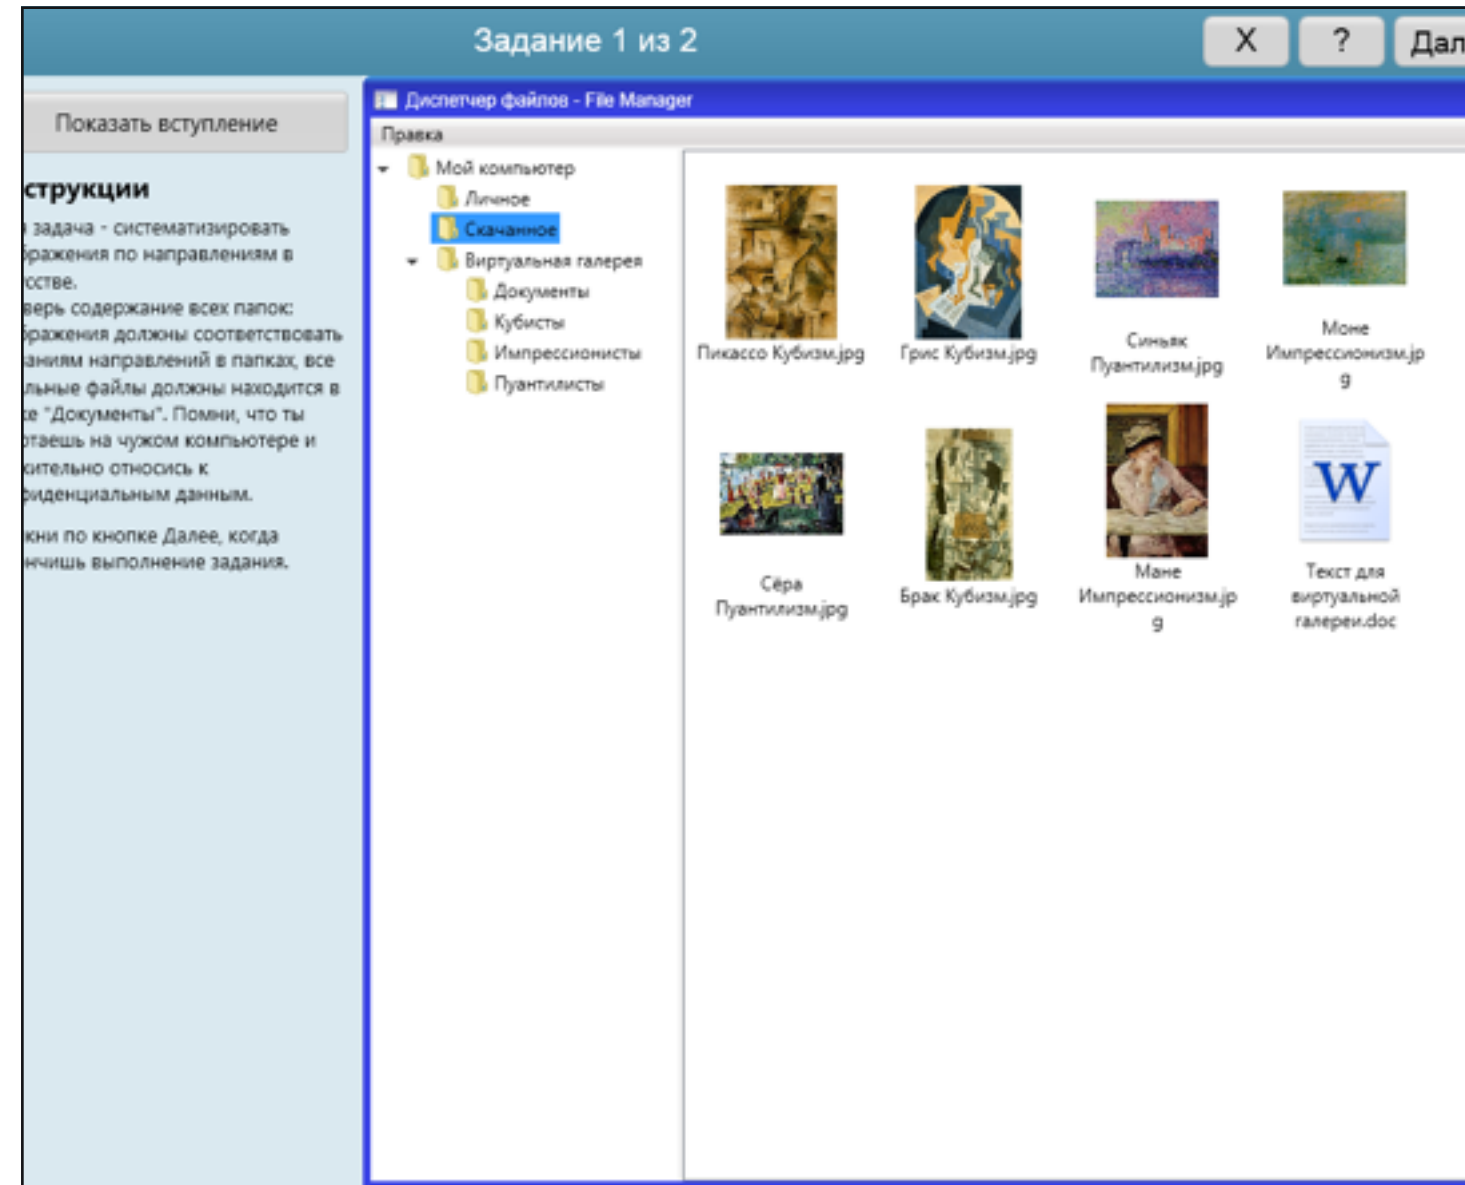 Задание 1 из 2
X
?
Дал
Показать вступление
струкции
задача - систематизировать
бражения по направлениям в
сстве.
верь содержание всех папок:
бражения должны соответствовать
аниям направлений в папках, все
льные файлы должны находится в
ке "Документы". Помни, что ты
отаешь на чужом компьютере и
жительно относись к
фиденциальным данным.
кни по кнопке Далее, когда
нчишь выполнение задания.
Диспетчер файлов - File Manager
Правка
Мой компьютер
Личное
Скачанное
Виртуальная галерея
Документы
Кубисты
Импрессионисты
Пуантилисты
Пикассо Кубизм.jpg
Грис Кубизм.jpg
Синьяк
Пуантилизм.jpg
Моне
Импрессионизм.jp
g
Сёра
Пуантилизм.jpg
Брак Кубизм.jpg
Мане
Импрессионизм.jp
g
W
Текст для
виртуальной
галереи.doc